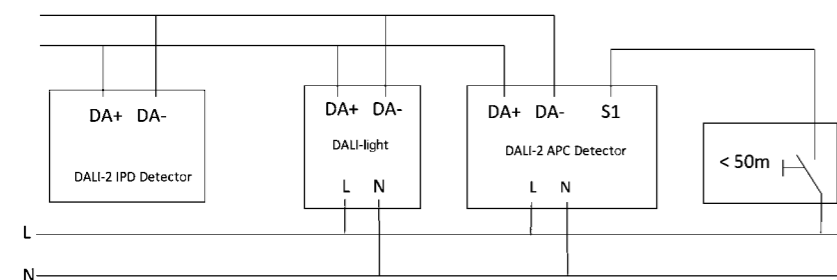 DA+ DA-
DALI-2 IPD Detector
DA+ DA-
DALI-light
L N
DA+ DA- S1
DALI-2 APC Detector
L N
< 50m
L
N